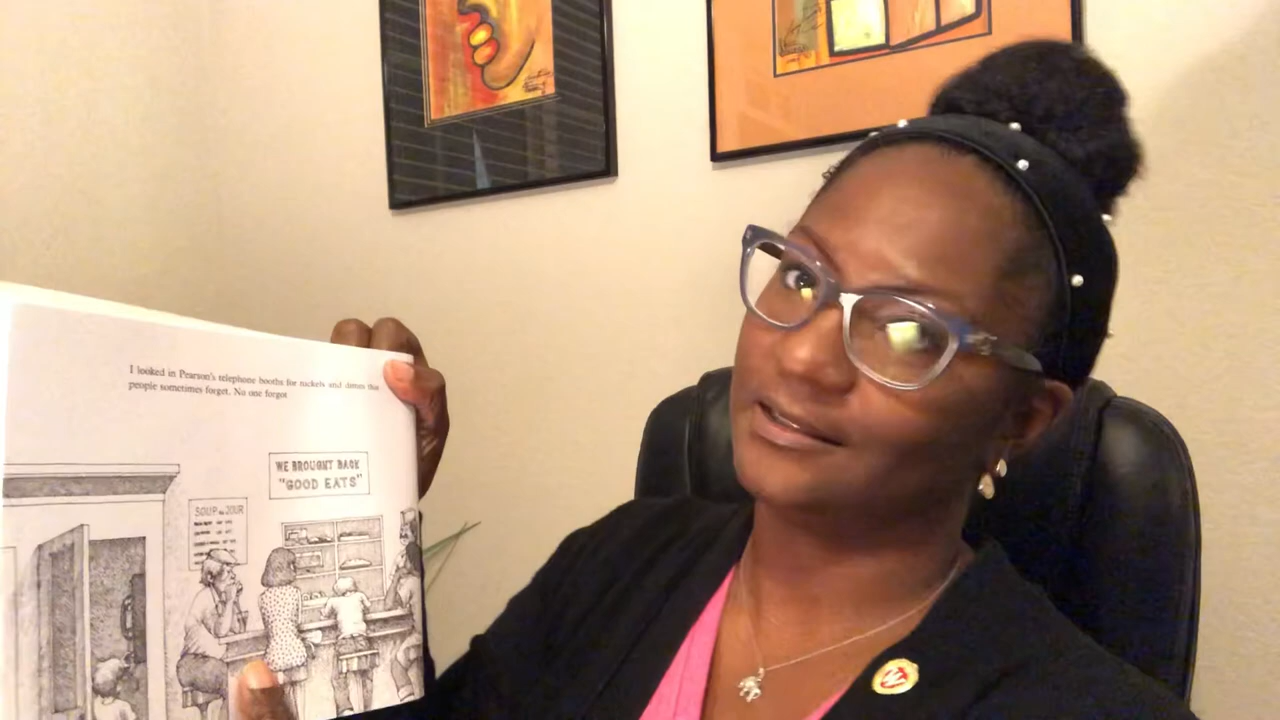 I looked in Pearson's telephone booths for nickels and dimes that
people sometimes forget. No one forgot
WE BROUGHT BACK
"GOOD EATS"
SOUP DU JOUR